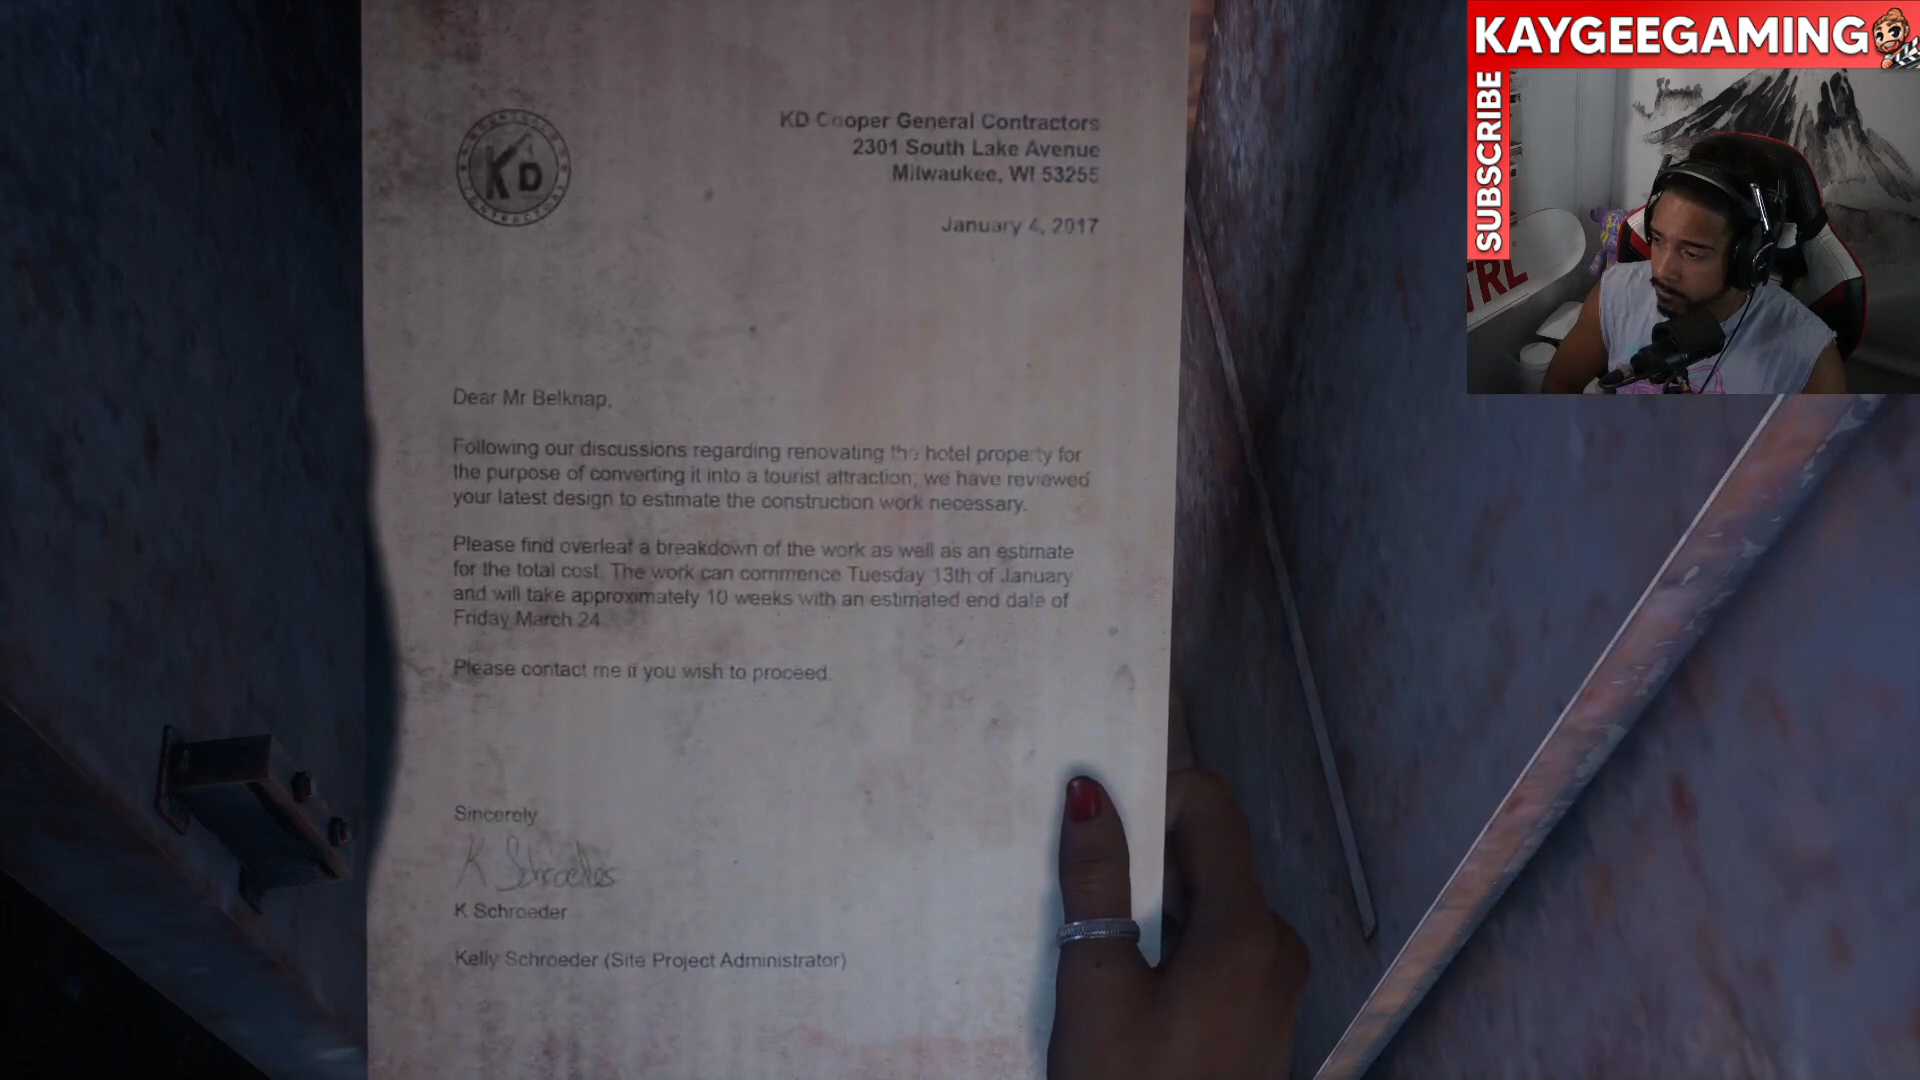 KAYGEEGAMING
SUBSCRIBE
TRL
KD
KD Cooper General Contractors
2301 South Lake Avenue
Milwaukee, WI 53255
January 4, 2017
Dear Mr Belknap,
Following our discussions regarding renovating the hotel property for
the purpose of converting it into a tourist attraction, we have reviewed
your latest design to estimate the construction work necessary.
Please find overleaf a breakdown of the work as well as an estimate
for the total cost. The work can commence Tuesday 13th of January
and will take approximately 10 weeks with an estimated end date of
Friday March 24.
Please contact me if you wish to proceed.
Sincerely
K Schroeder
K Schroeder
Kelly Schroeder (Site Project Administrator)